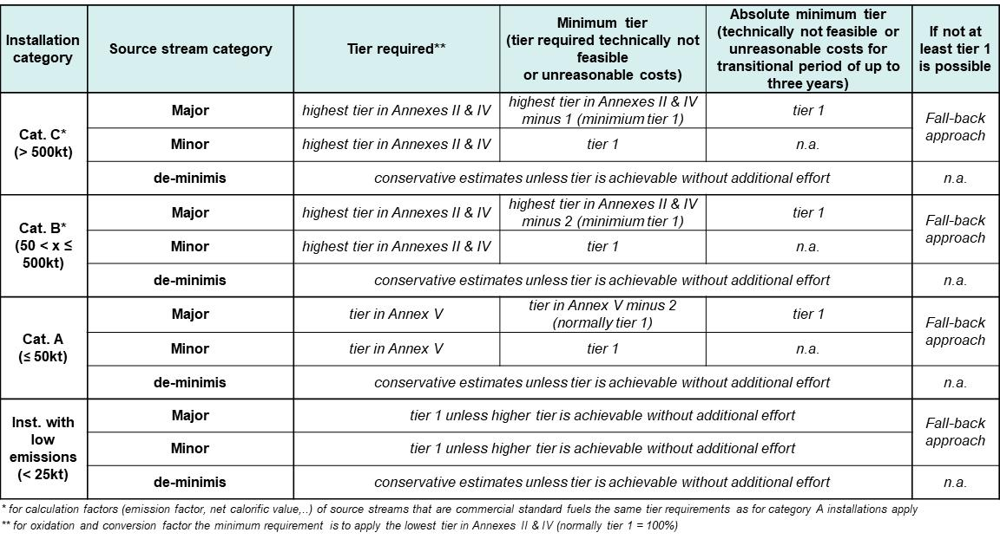 Installation category
Source stream category
Tier required**
Minimum tier
(tier required technically not
feasible
or unreasonable costs)
Absolute minimum tier
(technically not feasible or
unreasonable costs for
transitional period of up to
three years)
If not at
least tier 1
is possible
Cat. C*
(> 500kt)
Major
highest tier in Annexes II & IV
highest tier in Annexes II & IV
minus 1 (minimium tier 1)
tier 1
Fall-back
approach
Minor
highest tier in Annexes II & IV
tier 1
n.a.
de-minimis
conservative estimates unless tier is achievable without additional effort
n.a.
Cat. B*
(50 < x ≤
500kt)
Major
highest tier in Annexes II & IV
highest tier in Annexes II & IV
minus 2 (minimium tier 1)
tier 1
Fall-back
approach
Minor
highest tier in Annexes II & IV
tier 1
n.a.
de-minimis
conservative estimates unless tier is achievable without additional effort
n.a.
Cat. A
(≤ 50kt)
Major
tier in Annex V
tier in Annex V minus 2
(normally tier 1)
tier 1
Fall-back
approach
Minor
tier in Annex V
tier 1
n.a.
de-minimis
conservative estimates unless tier is achievable without additional effort
n.a.
Inst. with
low
emissions
(< 25kt)
Major
tier 1 unless higher tier is achievable without additional effort
Fall-back
approach
Minor
tier 1 unless higher tier is achievable without additional effort
de-minimis
conservative estimates unless tier is achievable without additional effort
n.a.
* for calculation factors (emission factor, net calorific value,..) of source streams that are commercial standard fuels the same tier requirements as for category A installations apply
** for oxidation and conversion factor the minimum requirement is to apply the lowest tier in Annexes II & IV (normally tier 1 = 100%)